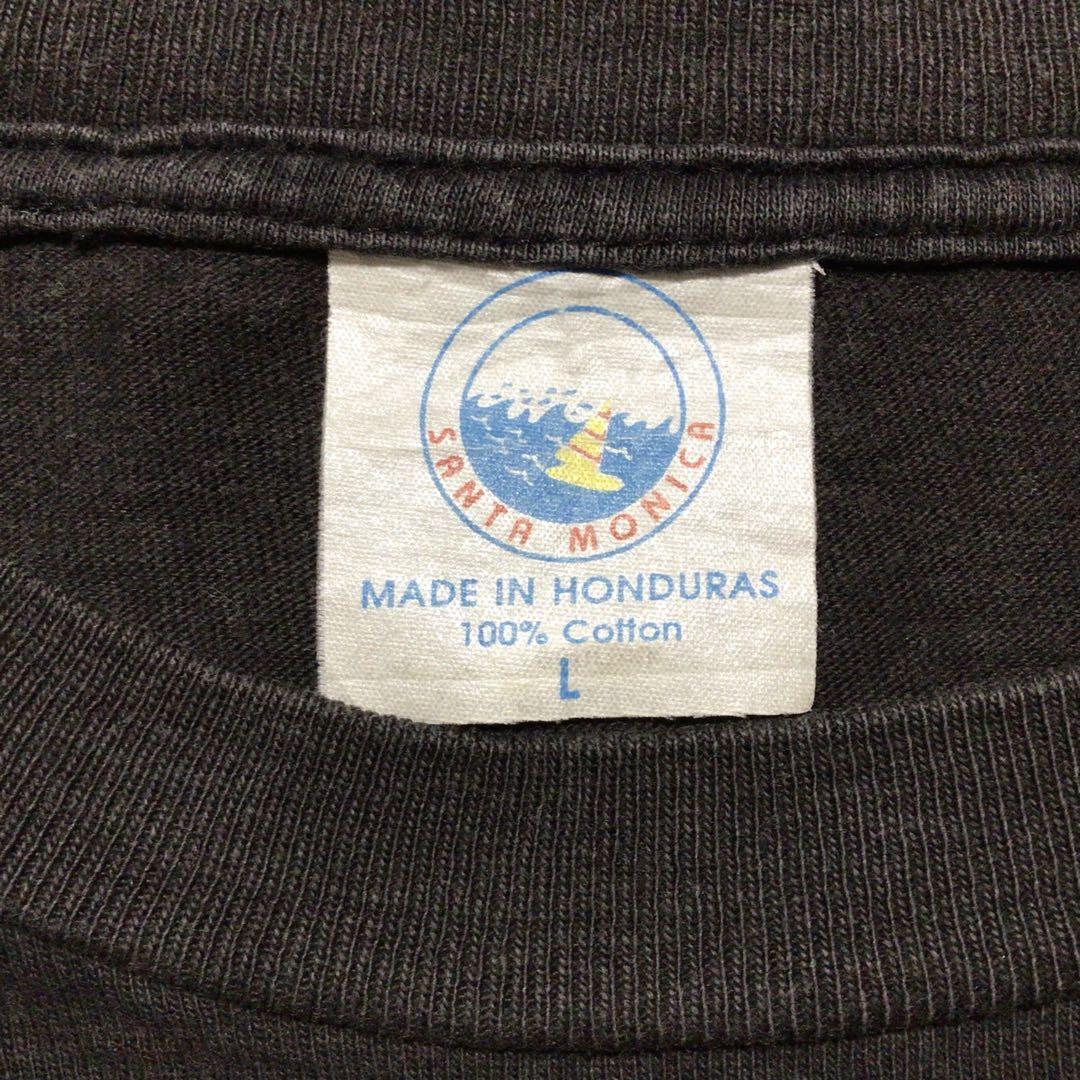 SANTA MONICA
MADE IN HONDURAS
100% Cotton
L